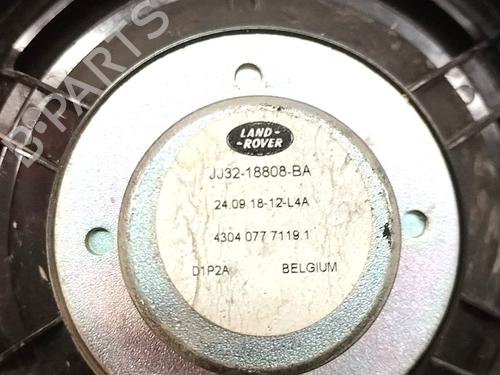 B-PARTS
LAND-
-ROVER
JJ32-18808-BA
24.09.18-12-L4A
4304 077 7119.1
D1P2A BELGIUM